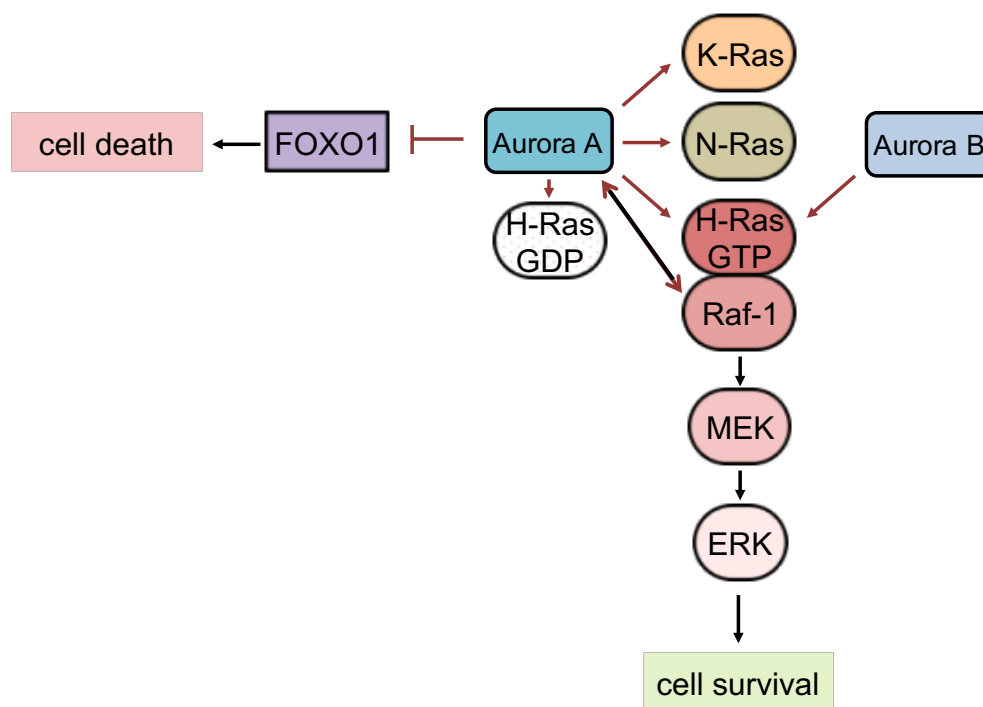 K-Ras
cell death
FOXO1
Aurora A
N-Ras
Aurora B
H-Ras
GDP
H-Ras
GTP
Raf-1
MEK
ERK
cell survival